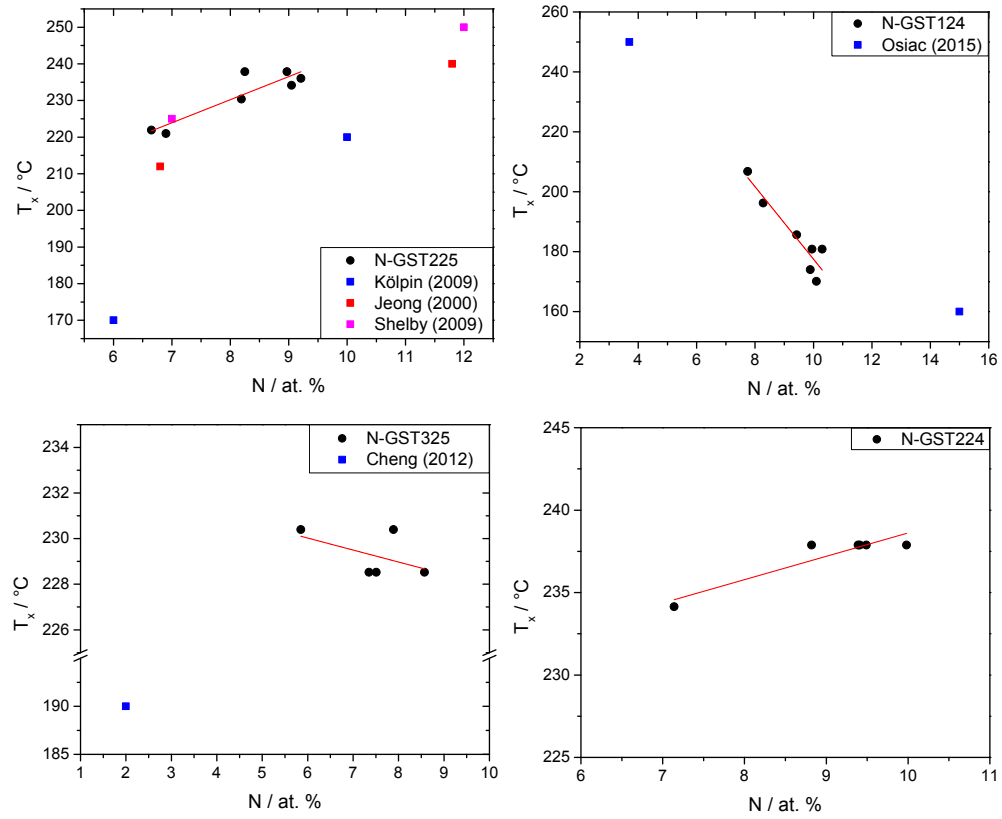 250
240
230
220
210
200
190
180
170
T_x / °C
N-GST225
Kölpin (2009)
Jeong (2000)
Shelby (2009)
6 7 8 9 10 11 12
N / at. %
260
240
220
200
180
160
T_x / °C
N-GST124
Osiac (2015)
2 4 6 8 10 12 14 16
N / at. %
234
232
230
228
226
190
185
T_x / °C
N-GST325
Cheng (2012)
1 2 3 4 5 6 7 8 9 10
N / at. %
245
240
235
230
225
T_x / °C
N-GST224
6 7 8 9 10 11
N / at. %